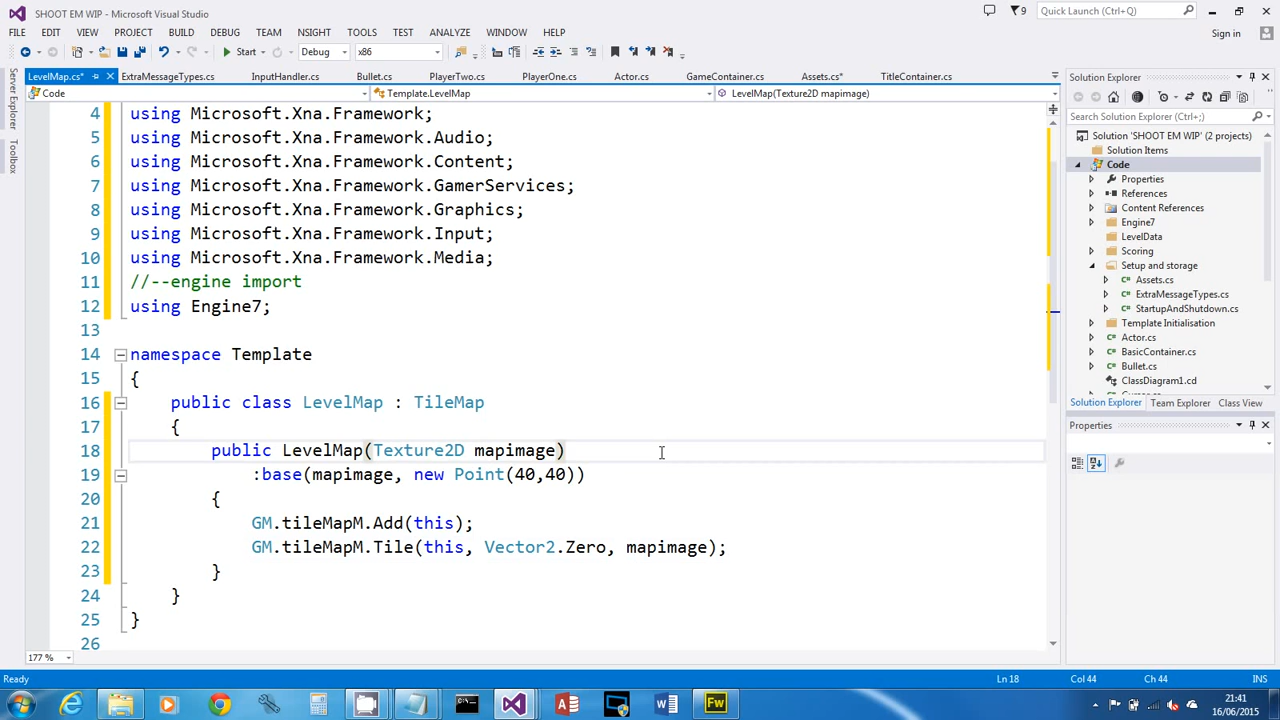 SHOOT EM WIP - Microsoft Visual Studio
9
Quick Launch (Ctrl+Q)
FILE EDIT VIEW PROJECT BUILD DEBUG TEAM NSIGHT TOOLS TEST ANALYZE WINDOW HELP
Sign in
Start Debug x86
LevelMap.cs* ExtraMessageTypes.cs InputHandler.cs Bullet.cs PlayerTwo.cs PlayerOne.cs Actor.cs GameContainer.cs Assets.cs* TitleContainer.cs
Code Template.LevelMap LevelMap(Texture2D mapimage)
Server Explorer
Toolbox
4 using Microsoft.Xna.Framework;
5 using Microsoft.Xna.Framework.Audio;
6 using Microsoft.Xna.Framework.Content;
7 using Microsoft.Xna.Framework.GamerServices;
8 using Microsoft.Xna.Framework.Graphics;
9 using Microsoft.Xna.Framework.Input;
10 using Microsoft.Xna.Framework.Media;
11 //--engine import
12 using Engine7;
13
14 namespace Template
15 {
16 public class LevelMap : TileMap
17 {
18 public LevelMap(Texture2D mapimage)
19 :base(mapimage, new Point(40,40))
20 {
21 GM.tileMapM.Add(this);
22 GM.tileMapM.Tile(this, Vector2.Zero, mapimage);
23 }
24 }
25 }
26
177 %
Solution Explorer
Search Solution Explorer (Ctrl+;)
Solution 'SHOOT EM WIP' (2 projects)
Solution Items
Code
Properties
References
Content References
Engine7
LevelData
Scoring
Setup and storage
Assets.cs
ExtraMessageTypes.cs
StartupAndShutdown.cs
Template Initialisation
Actor.cs
BasicContainer.cs
Bullet.cs
ClassDiagram1.cd
Solution Explorer Team Explorer Class View
Properties
Ready Ln 18 Col 44 Ch 44 INS
Fw
21:41
16/06/2015